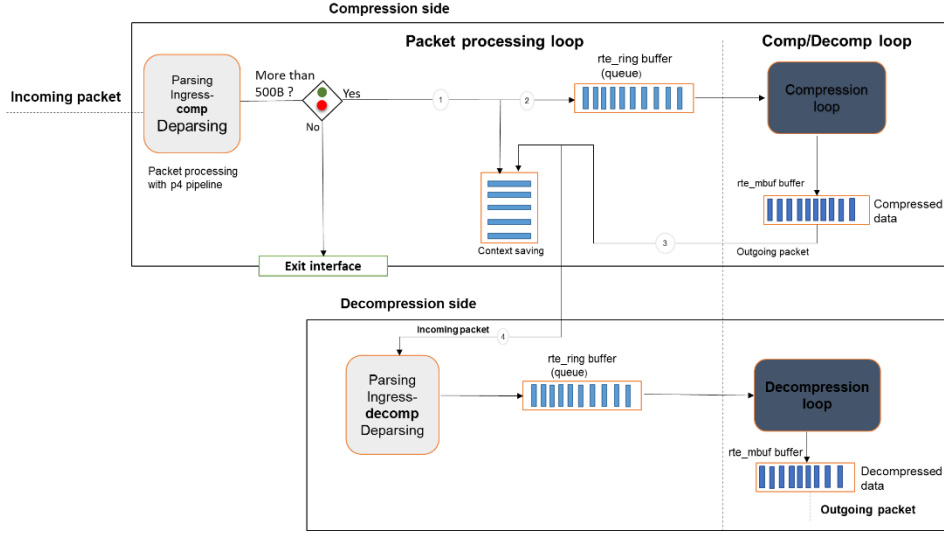 Compression side
Packet processing loop
Comp/Decomp loop
Incoming packet
Parsing
Ingress-
comp
Deparsing
Packet processing
with p4 pipeline
More than
500B ?
Yes
No
1
2
rte_ring buffer
(queue)
Compression
loop
rte_mbuf buffer
Compressed
data
Context saving
3
Outgoing packet
Exit interface
Decompression side
Incoming packet
4
Parsing
Ingress-
decomp
Deparsing
rte_ring buffer
(queue)
Decompression
loop
rte_mbuf buffer
Decompressed
data
Outgoing packet